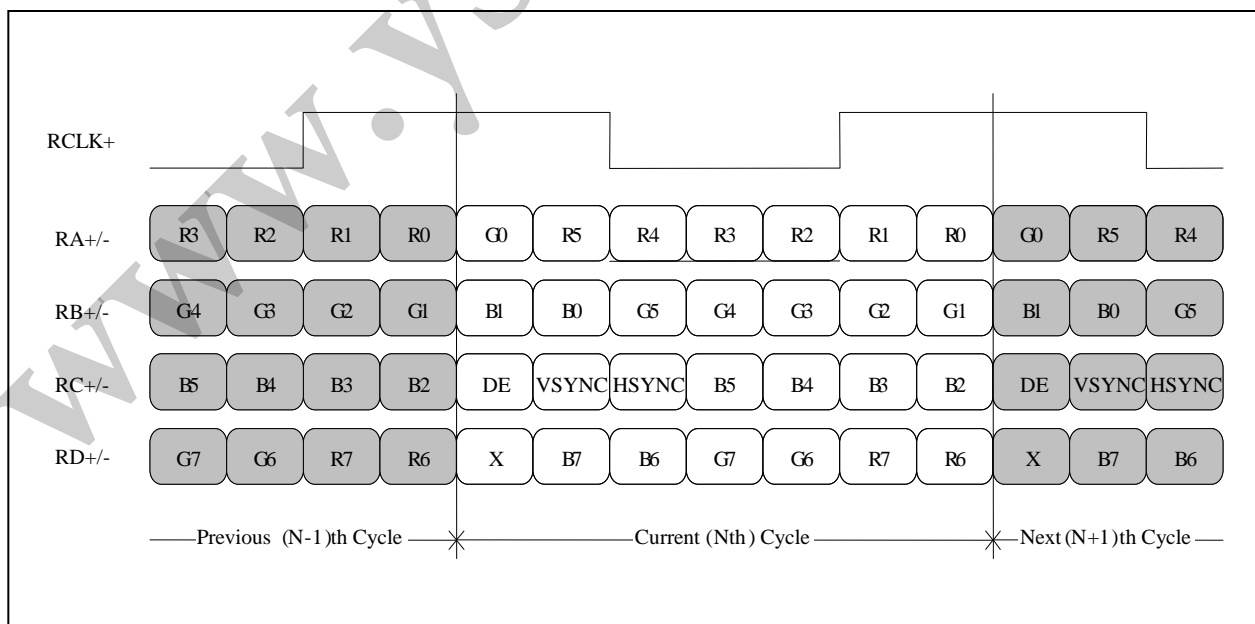 www.y
RCLK+
RA+/- R3 R2 R1 R0 G0 R5 R4 R3 R2 R1 R0 G0 R5 R4
RB+/- G4 G3 G2 G1 B1 B0 G5 G4 G3 G2 G1 B1 B0 G5
RC+/- B5 B4 B3 B2 DE VSYNC HSYNC B5 B4 B3 B2 DE VSYNC HSYNC
RD+/- G7 G6 R7 R6 X B7 B6 G7 G6 R7 R6 X B7 B6
Previous (N-1)th Cycle Current (Nth) Cycle Next (N+1)th Cycle